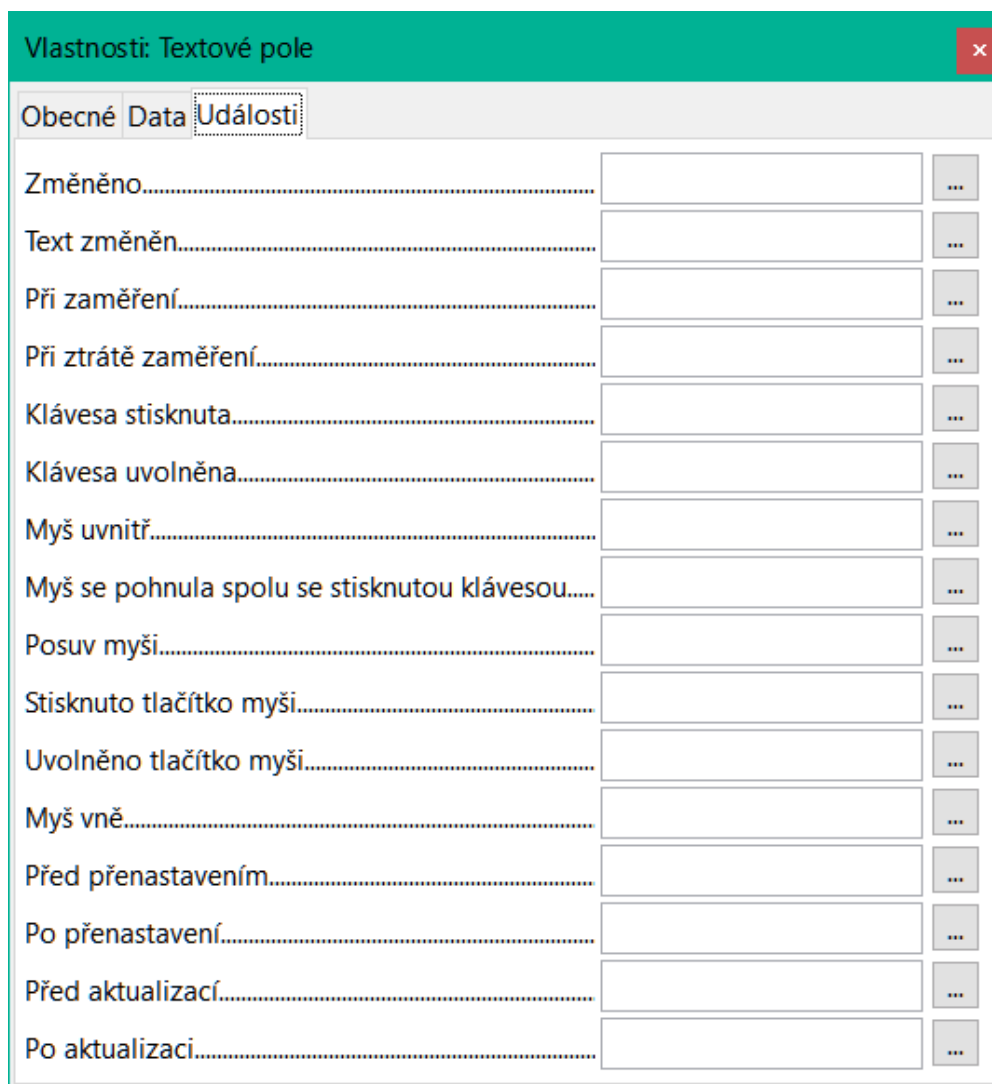 Vlastnosti: Textové pole
x
Obecné Data Události
Změněno.................................................................................... ...
Text změněn.............................................................................. ...
Při zaměření.............................................................................. ...
Při ztrátě zaměření................................................................ ...
Klávesa stisknuta.................................................................... ...
Klávesa uvolněna................................................................... ...
Myš uvnitř.................................................................................. ...
Myš se pohnula spolu se stisknutou klávesou..... ...
Posuv myši................................................................................. ...
Stisknuto tlačítko myši....................................................... ...
Uvolněno tlačítko myši...................................................... ...
Myš vně....................................................................................... ...
Před přenastavením............................................................. ...
Po přenastavení...................................................................... ...
Před aktualizací...................................................................... ...
Po aktualizaci........................................................................... ...